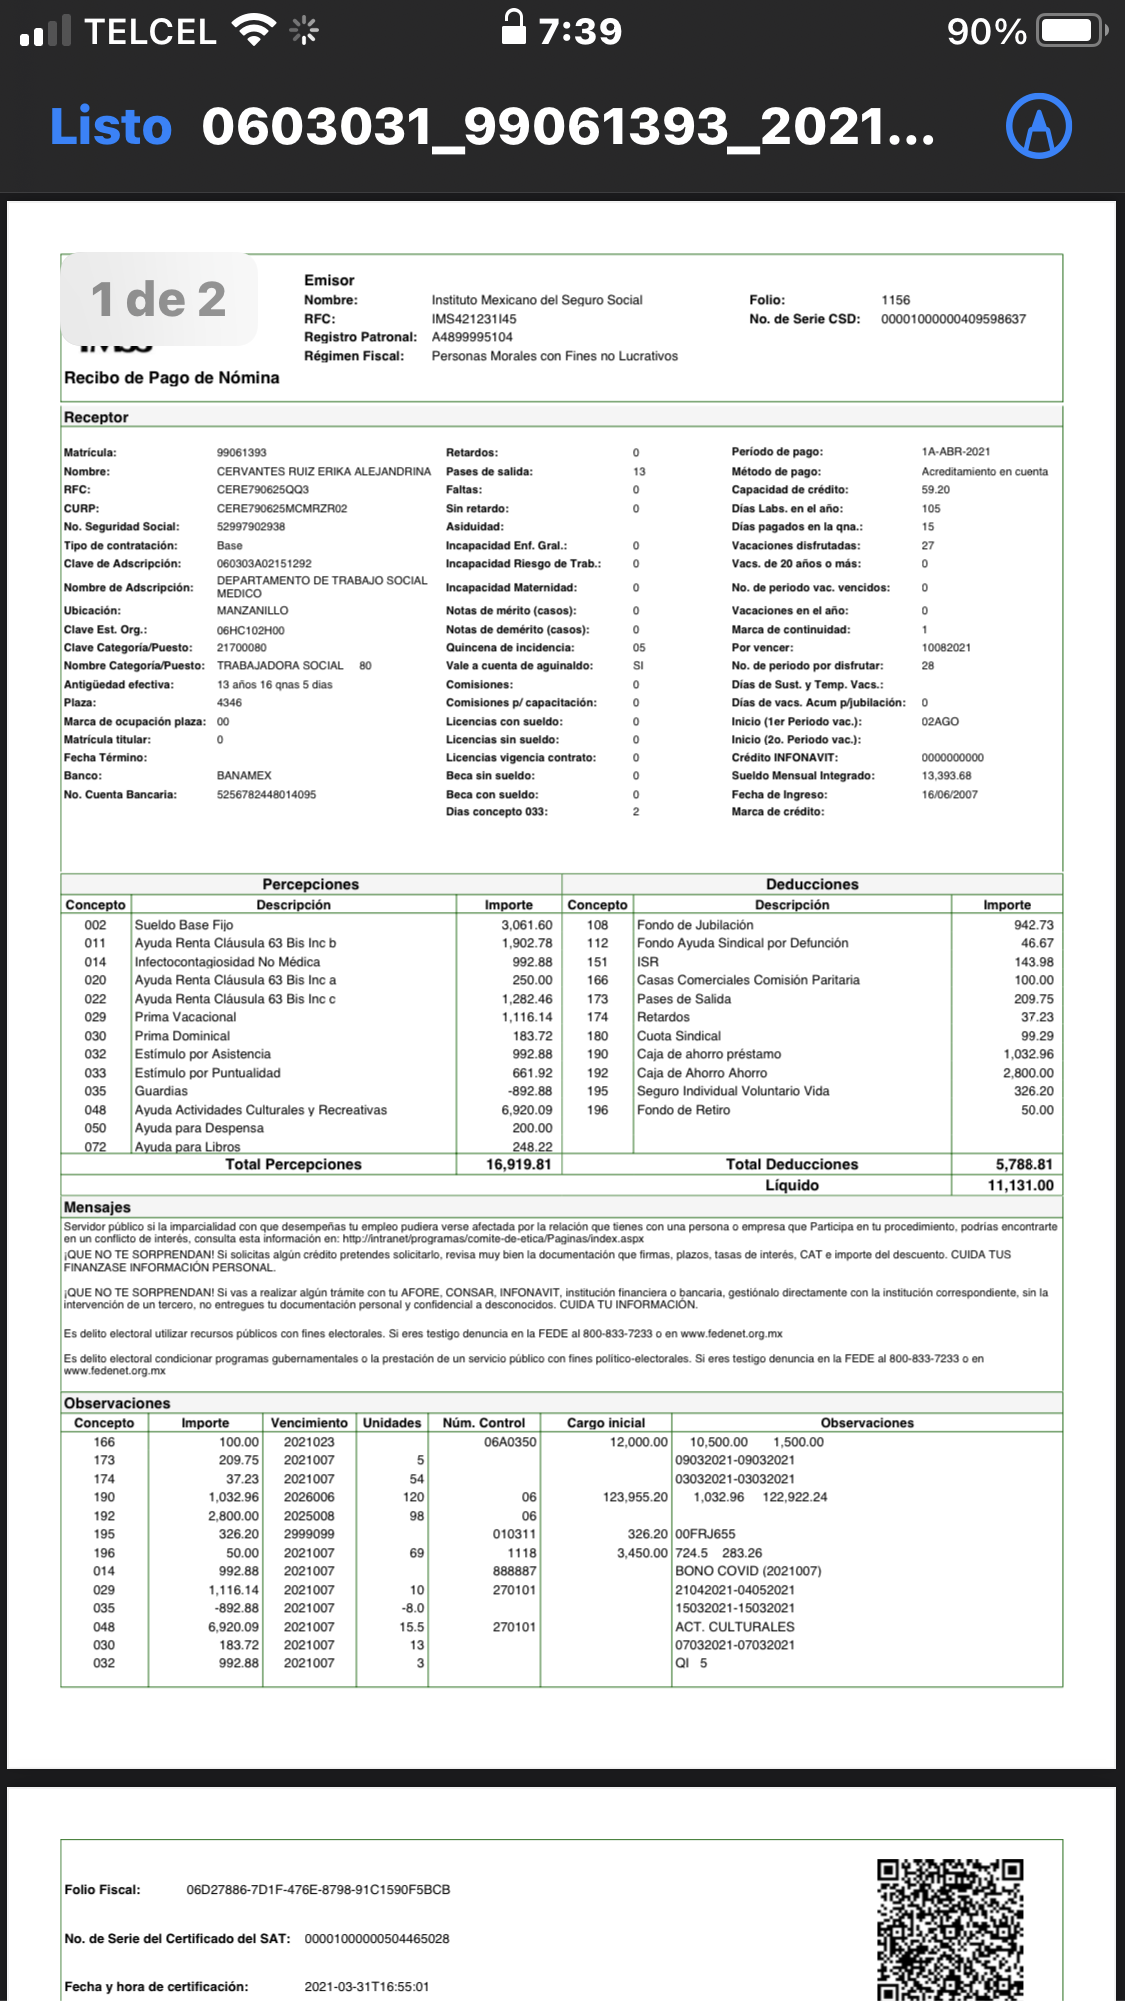 TELCEL 7:39 90%
Listo 0603031_99061393_2021...
1 de 2
Emisor
Nombre: Instituto Mexicano del Seguro Social Folio: 1156
RFC: IMS421231I45 No. de Serie CSD: 00001000000409598637
Registro Patronal: A4899995104
Régimen Fiscal: Personas Morales con Fines no Lucrativos
Recibo de Pago de Nómina
Receptor
Matrícula: 99061393 Retardos: 0 Período de pago: 1A-ABR-2021
Nombre: CERVANTES RUIZ ERIKA ALEJANDRINA Pases de salida: 13 Método de pago: Acreditamiento en cuenta
RFC: CERE790625QQ3 Faltas: 0 Capacidad de crédito: 59.20
CURP: CERE790625MCMRZR02 Sin retardo: 0 Días Labs. en el año: 105
No. Seguridad Social: 52997902938 Asiduidad: Días pagados en la qna.: 15
Tipo de contratación: Base Incapacidad Enf. Gral.: 0 Vacaciones disfrutadas: 27
Clave de Adscripción: 060303A02151292 Incapacidad Riesgo de Trab.: 0 Vacs. de 20 años o más: 0
Nombre de Adscripción: DEPARTAMENTO DE TRABAJO SOCIAL MEDICO Incapacidad Maternidad: 0 No. de periodo vac. vencidos: 0
Ubicación: MANZANILLO Notas de mérito (casos): 0 Vacaciones en el año: 0
Clave Est. Org.: 06HC102H00 Notas de demérito (casos): 0 Marca de continuidad: 1
Clave Categoría/Puesto: 21700080 Quincena de incidencia: 05 Por vencer: 10082021
Nombre Categoría/Puesto: TRABAJADORA SOCIAL 80 Vale a cuenta de aguinaldo: SI No. de periodo por disfrutar: 28
Antigüedad efectiva: 13 años 16 qnas 5 dias Comisiones: 0 Días de Sust. y Temp. Vacs.:
Plaza: 4346 Comisiones p/ capacitación: 0 Días de vacs. Acum p/jubilación: 0
Marca de ocupación plaza: 00 Licencias con sueldo: 0 Inicio (1er Periodo vac.): 02AGO
Matrícula titular: 0 Licencias sin sueldo: 0 Inicio (2o. Periodo vac.):
Fecha Término: Licencias vigencia contrato: 0 Crédito INFONAVIT: 0000000000
Banco: BANAMEX Beca sin sueldo: 0 Sueldo Mensual Integrado: 13,393.68
No. Cuenta Bancaria: 5256782448014095 Beca con sueldo: 0 Fecha de Ingreso: 16/06/2007
Dias concepto 033: 2 Marca de crédito:
Percepciones Deducciones
Concepto Descripción Importe Concepto Descripción Importe
002 Sueldo Base Fijo 3,061.60 108 Fondo de Jubilación 942.73
011 Ayuda Renta Cláusula 63 Bis Inc b 1,902.78 112 Fondo Ayuda Sindical por Defunción 46.67
014 Infectocontagiosidad No Médica 992.88 151 ISR 143.98
020 Ayuda Renta Cláusula 63 Bis Inc a 250.00 166 Casas Comerciales Comisión Paritaria 100.00
022 Ayuda Renta Cláusula 63 Bis Inc c 1,282.46 173 Pases de Salida 209.75
029 Prima Vacacional 1,116.14 174 Retardos 37.23
030 Prima Dominical 183.72 180 Cuota Sindical 99.29
032 Estímulo por Asistencia 992.88 190 Caja de ahorro préstamo 1,032.96
033 Estímulo por Puntualidad 661.92 192 Caja de Ahorro Ahorro 2,800.00
035 Guardias -892.88 195 Seguro Individual Voluntario Vida 326.20
048 Ayuda Actividades Culturales y Recreativas 6,920.09 196 Fondo de Retiro 50.00
050 Ayuda para Despensa 200.00
072 Ayuda para Libros 248.22
Total Percepciones 16,919.81 Total Deducciones 5,788.81
Líquido 11,131.00
Mensajes
Servidor público si la imparcialidad con que desempeñas tu empleo pudiera verse afectada por la relación que tienes con una persona o empresa que Participa en tu procedimiento, podrías encontrarte
en un conflicto de interés, consulta esta información en: http://intranet/programas/comite-de-etica/Paginas/index.aspx
¡QUE NO TE SORPRENDAN! Si solicitas algún crédito pretendes solicitarlo, revisa muy bien la documentación que firmas, plazos, tasas de interés, CAT e importe del descuento. CUIDA TUS
FINANZASE INFORMACIÓN PERSONAL.
¡QUE NO TE SORPRENDAN! Si vas a realizar algún trámite con tu AFORE, CONSAR, INFONAVIT, institución financiera o bancaria, gestiónalo directamente con la institución correspondiente, sin la
intervención de un tercero, no entregues tu documentación personal y confidencial a desconocidos. CUIDA TU INFORMACIÓN.
Es delito electoral utilizar recursos públicos con fines electorales. Si eres testigo denuncia en la FEDE al 800-833-7233 o en www.fedenet.org.mx
Es delito electoral condicionar programas gubernamentales o la prestación de un servicio público con fines político-electorales. Si eres testigo denuncia en la FEDE al 800-833-7233 o en
www.fedenet.org.mx
Observaciones
Concepto Importe Vencimiento Unidades Núm. Control Cargo inicial Observaciones
166 100.00 2021023 06A0350 12,000.00 10,500.00 1,500.00
173 209.75 2021007 5 09032021-09032021
174 37.23 2021007 54 03032021-03032021
190 1,032.96 2026006 120 06 123,955.20 1,032.96 122,922.24
192 2,800.00 2025008 98 06
195 326.20 2999099 010311 326.20 00FRJ655
196 50.00 2021007 69 1118 3,450.00 724.5 283.26
014 992.88 2021007 888887 BONO COVID (2021007)
029 1,116.14 2021007 10 270101 21042021-04052021
035 -892.88 2021007 -8.0 15032021-15032021
048 6,920.09 2021007 15.5 270101 ACT. CULTURALES
030 183.72 2021007 13 07032021-07032021
032 992.88 2021007 3 QI 5
Folio Fiscal: 06D27886-7D1F-476E-8798-91C1590F5BCB
No. de Serie del Certificado del SAT: 00001000000504465028
Fecha y hora de certificación: 2021-03-31T16:55:01